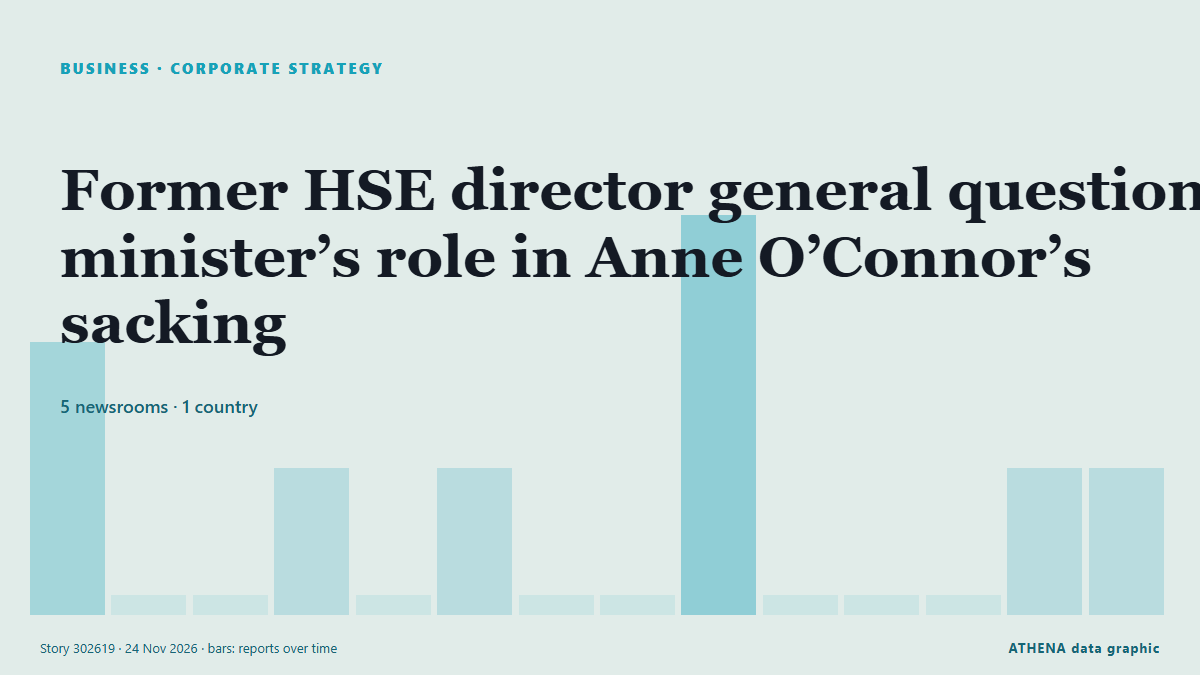 BUSINESS · CORPORATE STRATEGY
Former HSE director general question
minister’s role in Anne O’Connor’s
sacking
5 newsrooms · 1 country
Story 302619 · 24 Nov 2026 · bars: reports over time
ATHENA data graphic